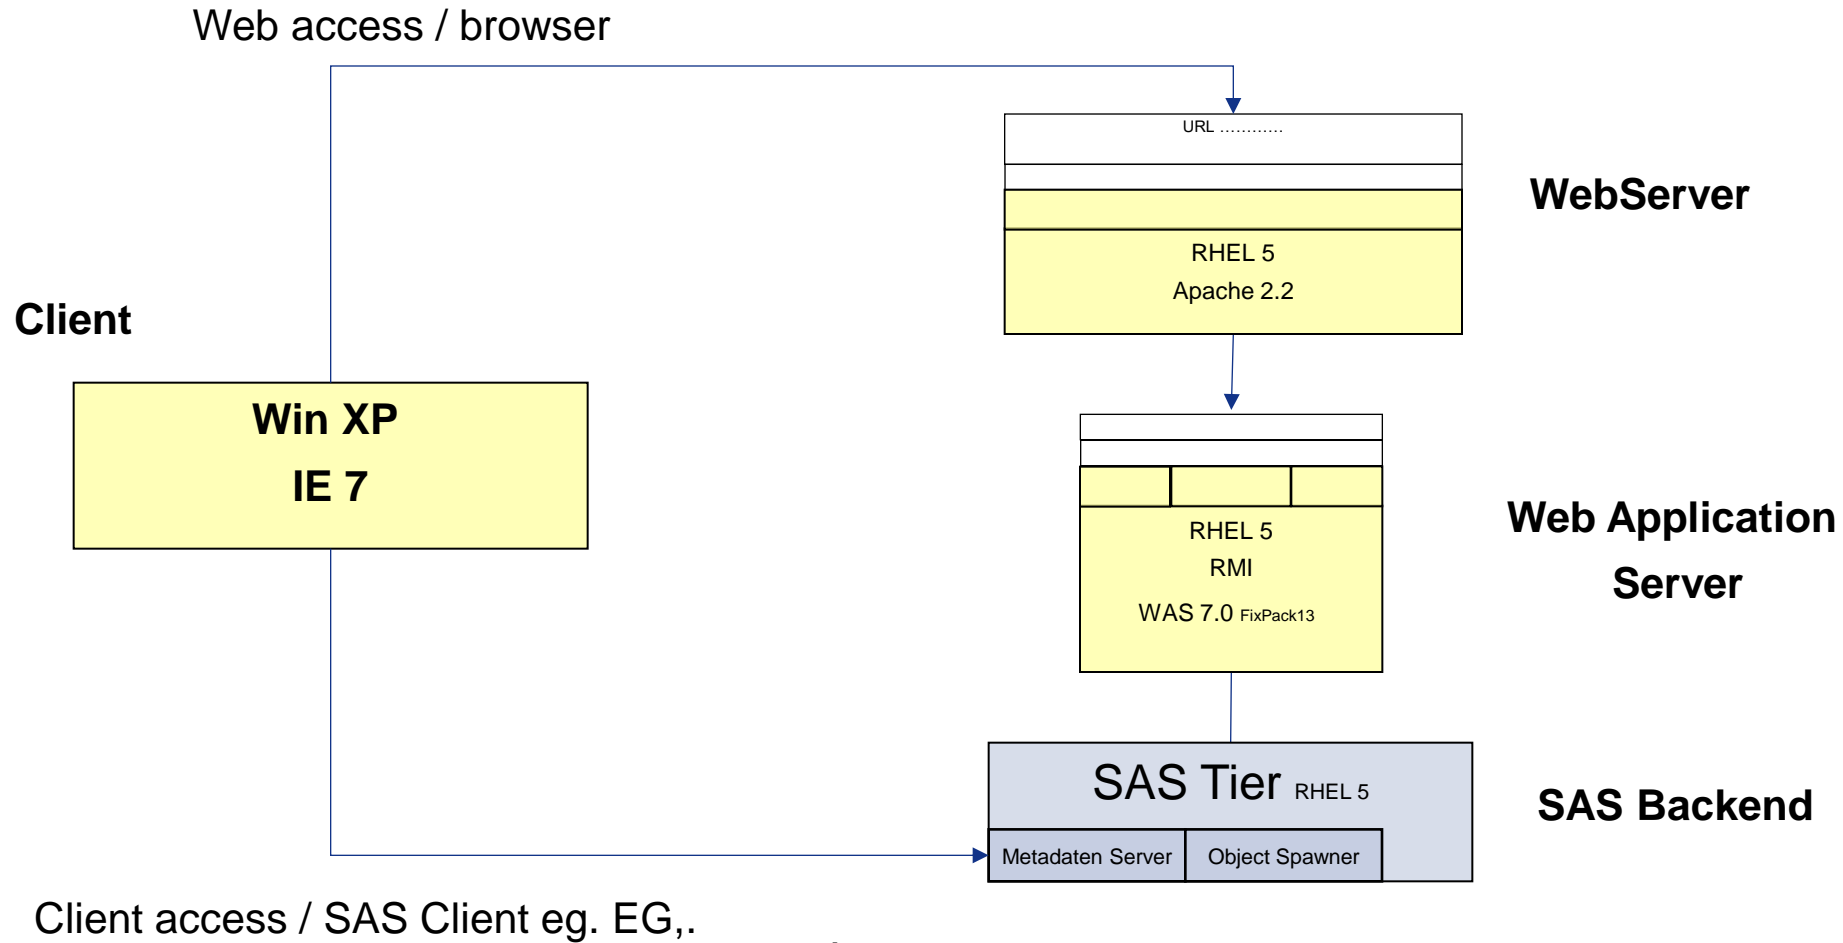 Web access / browser
URL …………
WebServer
RHEL 5
Apache 2.2
Client
Win XP
IE 7
RHEL 5
RMI
WAS 7.0 FixPack13
Web Application
Server
SAS Tier RHEL 5
SAS Backend
Metadaten Server
Object Spawner
Client access / SAS Client eg. EG,.